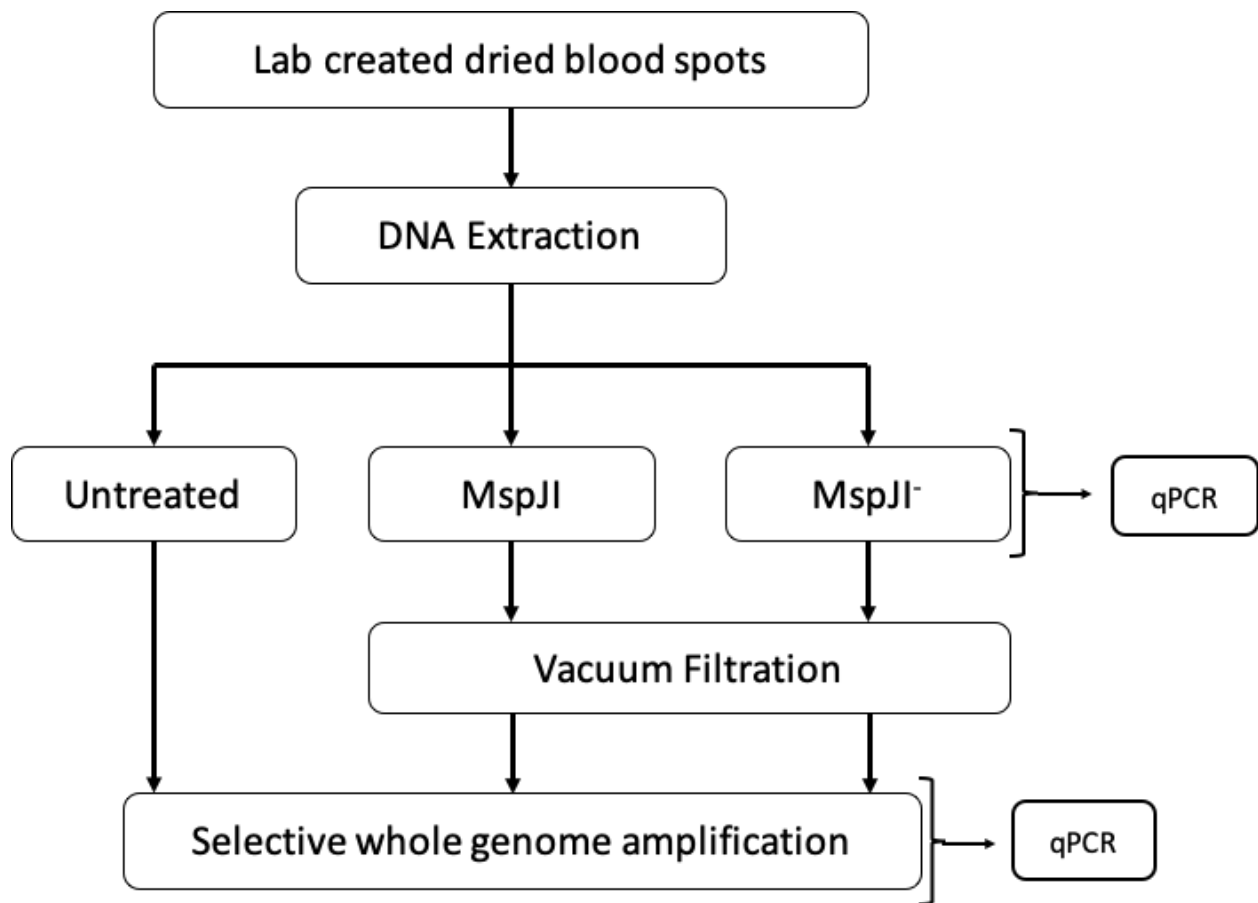 Lab created dried blood spots
DNA Extraction
Untreated
MspJI
MspJI⁻
qPCR
Vacuum Filtration
Selective whole genome amplification
qPCR